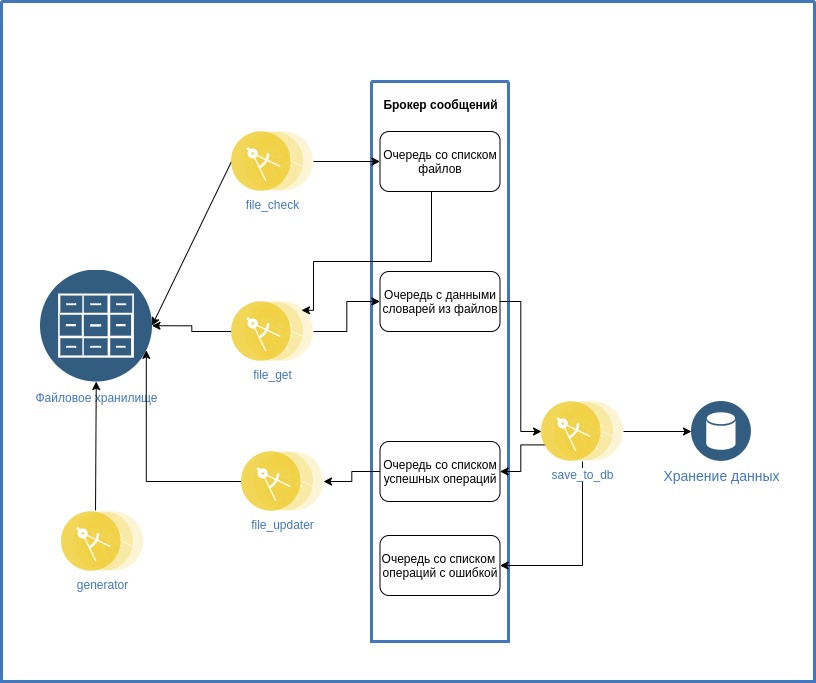 Брокер сообщений
Очередь со списком
файлов
file_check
Очередь с данными
словарей из файлов
file_get
Файловое хранилище
Очередь со списком
успешных операций
save_to_db
Хранение данных
file_updater
Очередь со списком
операций с ошибкой
generator